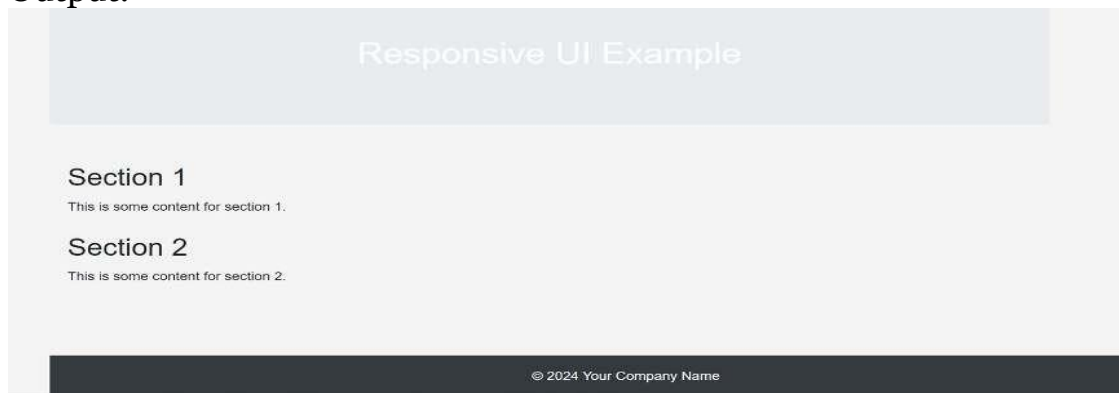 Output:
Responsive UI Example
Section 1
This is some content for section 1.
Section 2
This is some content for section 2.
© 2024 Your Company Name